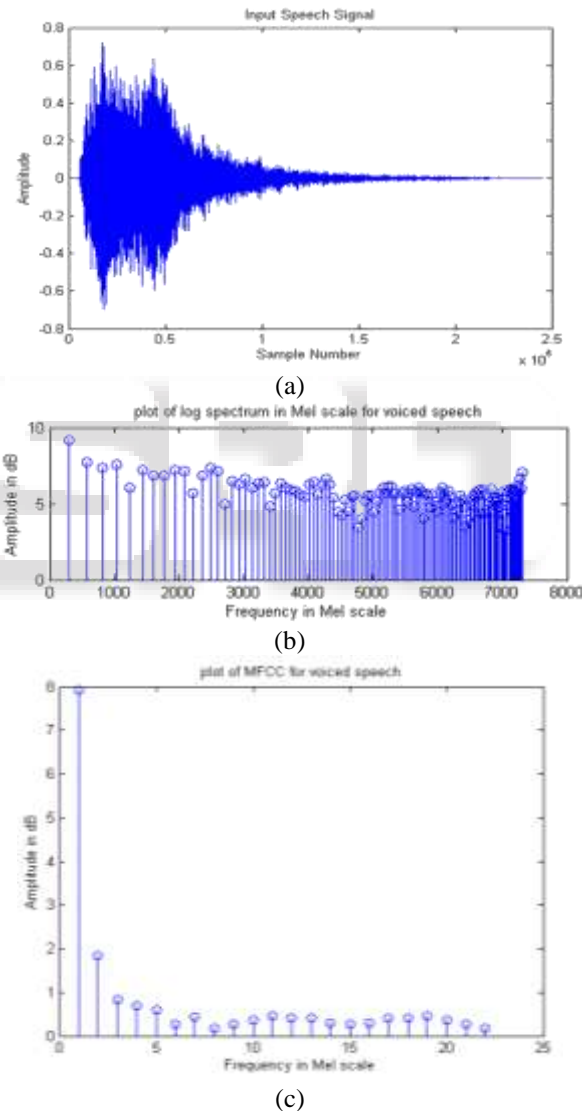 Input Speech Signal
0.8
0.6
0.4
0.2
0
-0.2
-0.4
-0.6
-0.8
Amplitude
0 0.5 1 1.5 2 2.5
Sample Number
x 10^6
(a)
plot of log spectrum in Mel scale for voiced speech
10
5
0
Amplitude in dB
0 1000 2000 3000 4000 5000 6000 7000 8000
Frequency in Mel scale
(b)
plot of MFCC for voiced speech
8
7
6
5
4
3
2
1
0
Amplitude in dB
0 5 10 15 20 25
Frequency in Mel scale
(c)